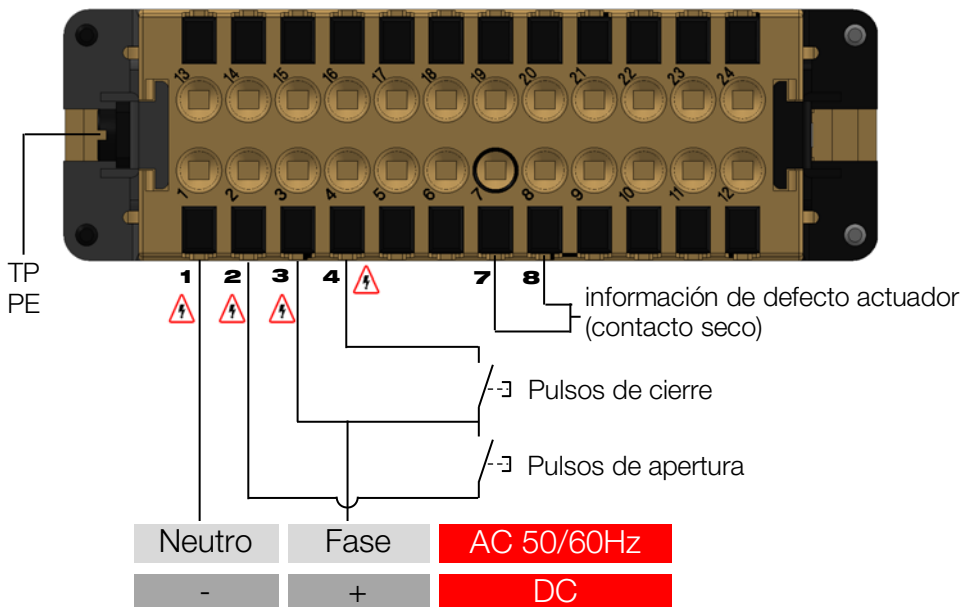 13 14 15 16 17 18 19 20 21 22 23 24
1 2 3 4 5 6 7 8 9 10 11 12
TP
PE
1 2 3 4 7 8
información de defecto actuador
(contacto seco)
Pulsos de cierre
Pulsos de apertura
Neutro Fase AC 50/60Hz
- + DC